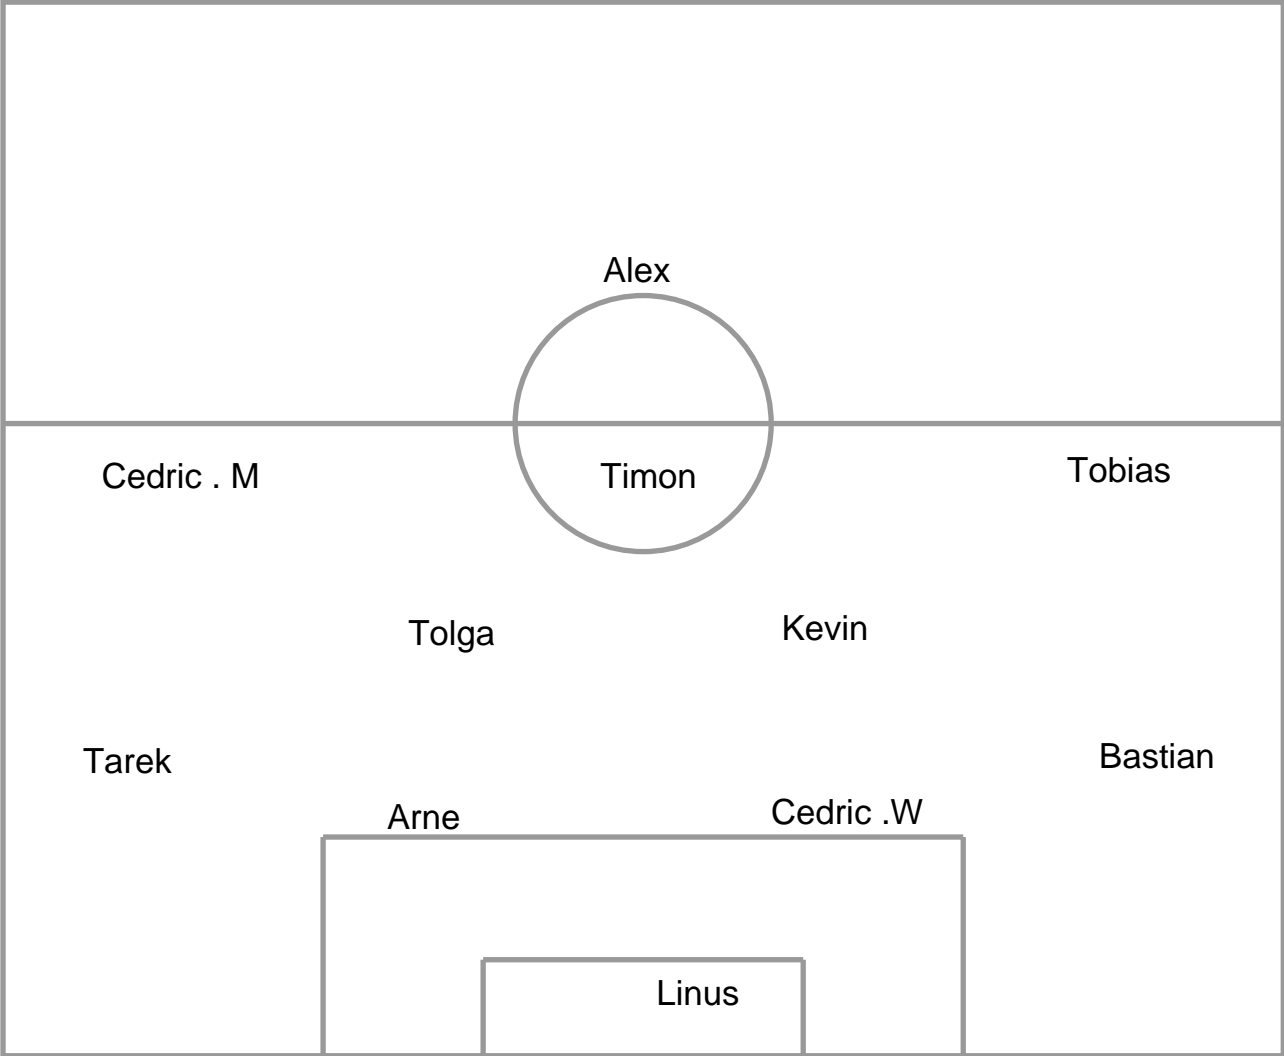 Alex
Cedric . M
Timon
Tobias
Tolga
Kevin
Tarek
Bastian
Arne
Cedric .W
Linus